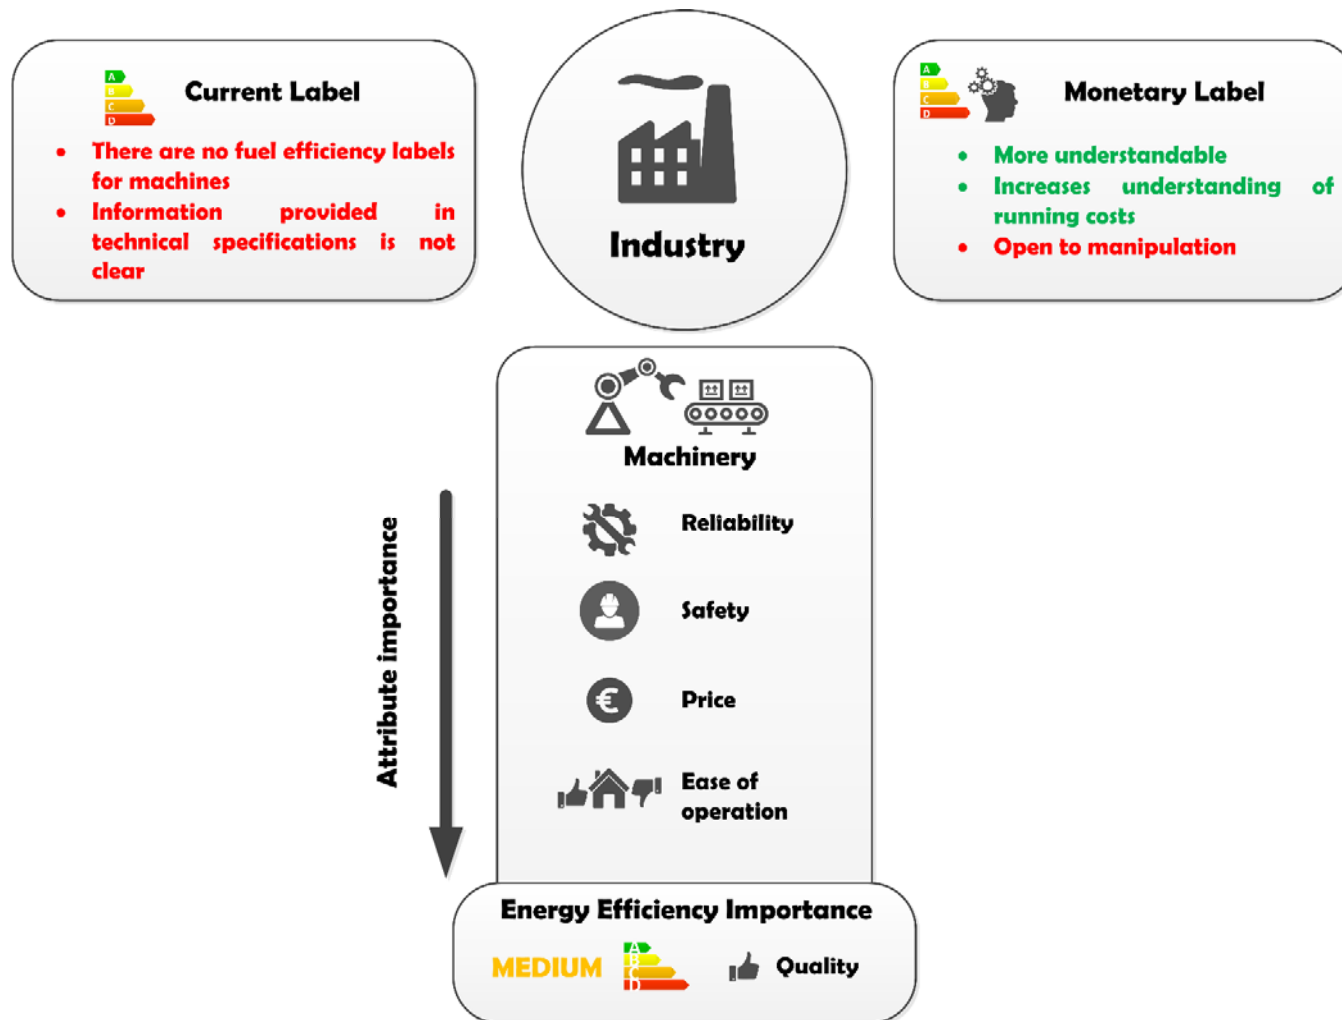 A
B
C
D
Current Label
• There are no fuel efficiency labels
for machines
• Information provided in
technical specifications is not
clear
Industry
A
B
C
D
Monetary Label
• More understandable
• Increases understanding of
running costs
• Open to manipulation
Machinery
Attribute importance
Reliability
Safety
€
Price
Ease of
operation
Energy Efficiency Importance
MEDIUM
A
B
C
D
Quality